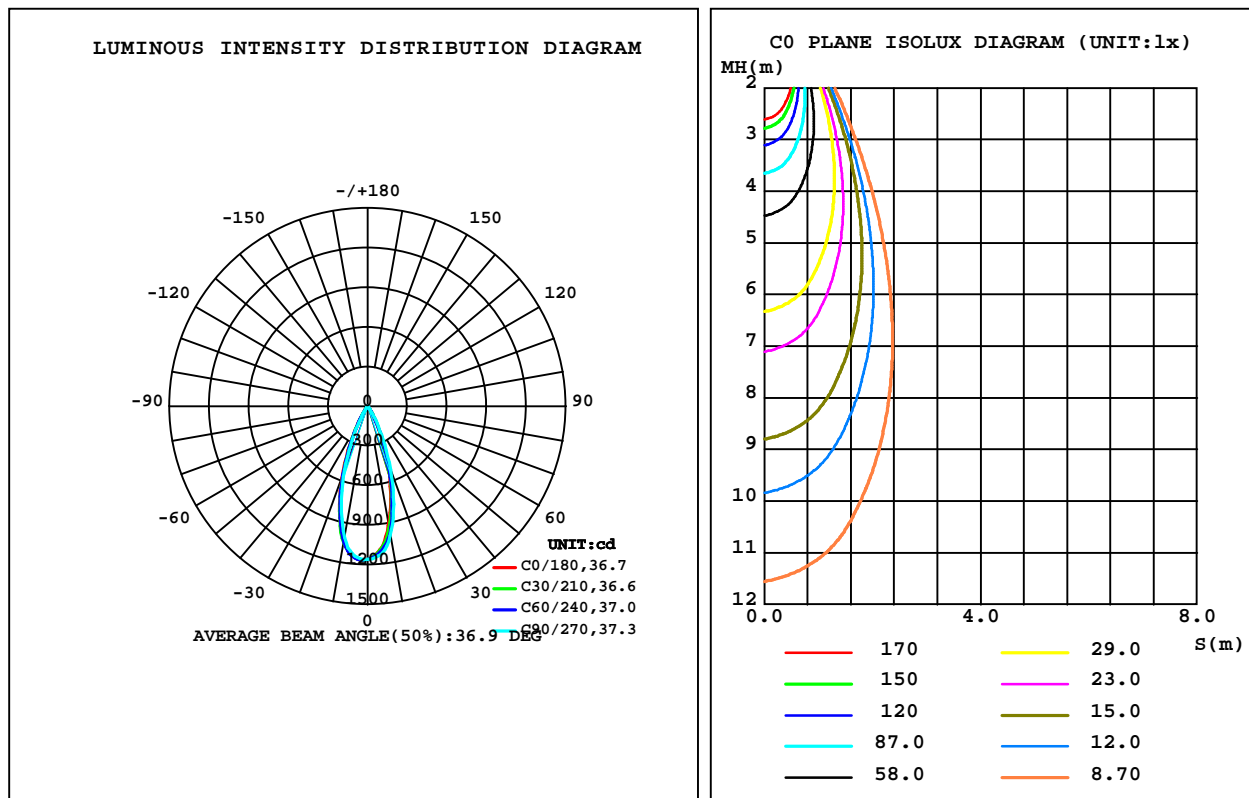 LUMINOUS INTENSITY DISTRIBUTION DIAGRAM
-/+180
-150 150
-120 120
-90 90
-60 60
-30 30
0
0
300
600
900
1200
1500
UNIT:cd
C0/180,36.7
C30/210,36.6
C60/240,37.0
C90/270,37.3
AVERAGE BEAM ANGLE(50%):36.9 DEG
C0 PLANE ISOLUX DIAGRAM (UNIT:lx)
MH(m)
2
3
4
5
6
7
8
9
10
11
12
0.0 4.0 8.0
S(m)
170 29.0
150 23.0
120 15.0
87.0 12.0
58.0 8.70